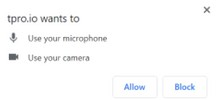 tpro.io wants to
Use your microphone
Use your camera
Allow Block